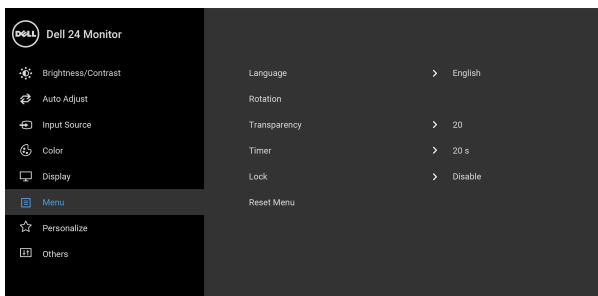 DELL Dell 24 Monitor
Brightness/Contrast
Auto Adjust
Input Source
Color
Display
Menu
Personalize
Others
Language > English
Rotation
Transparency > 20
Timer > 20 s
Lock > Disable
Reset Menu